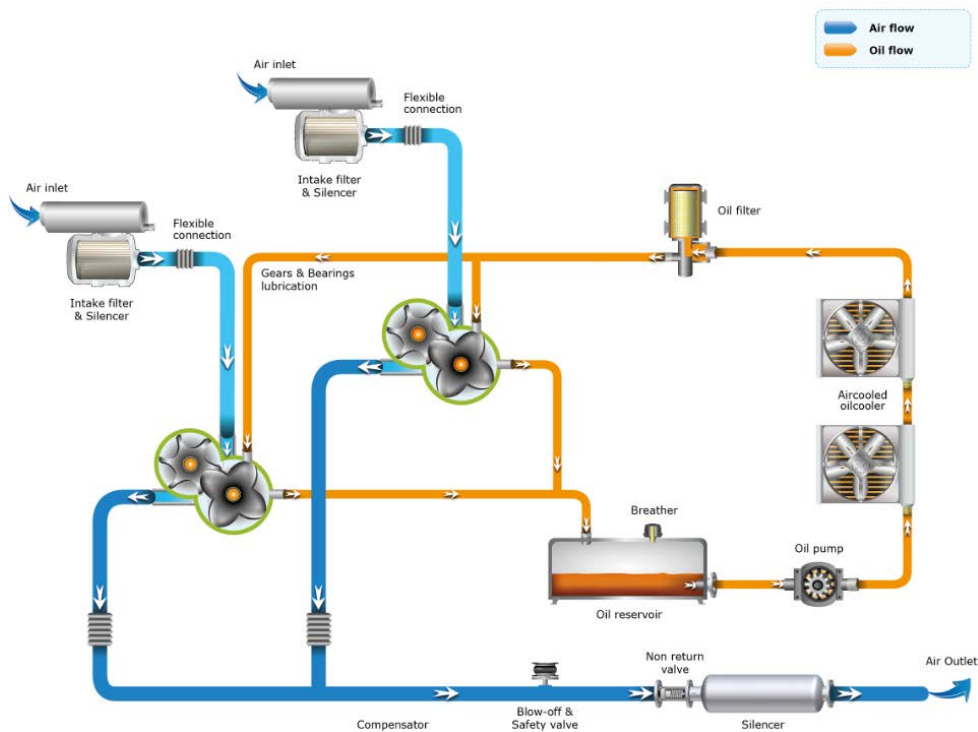 Air flow
Oil flow
Air inlet
Flexible
connection
Intake filter
& Silencer
Air inlet
Flexible
connection
Intake filter
& Silencer
Oil filter
Gears & Bearings
lubrication
Aircooled
oilcooler
Breather
Oil pump
Oil reservoir
Non return
valve
Air Outlet
Compensator
Blow-off &
Safety valve
Silencer